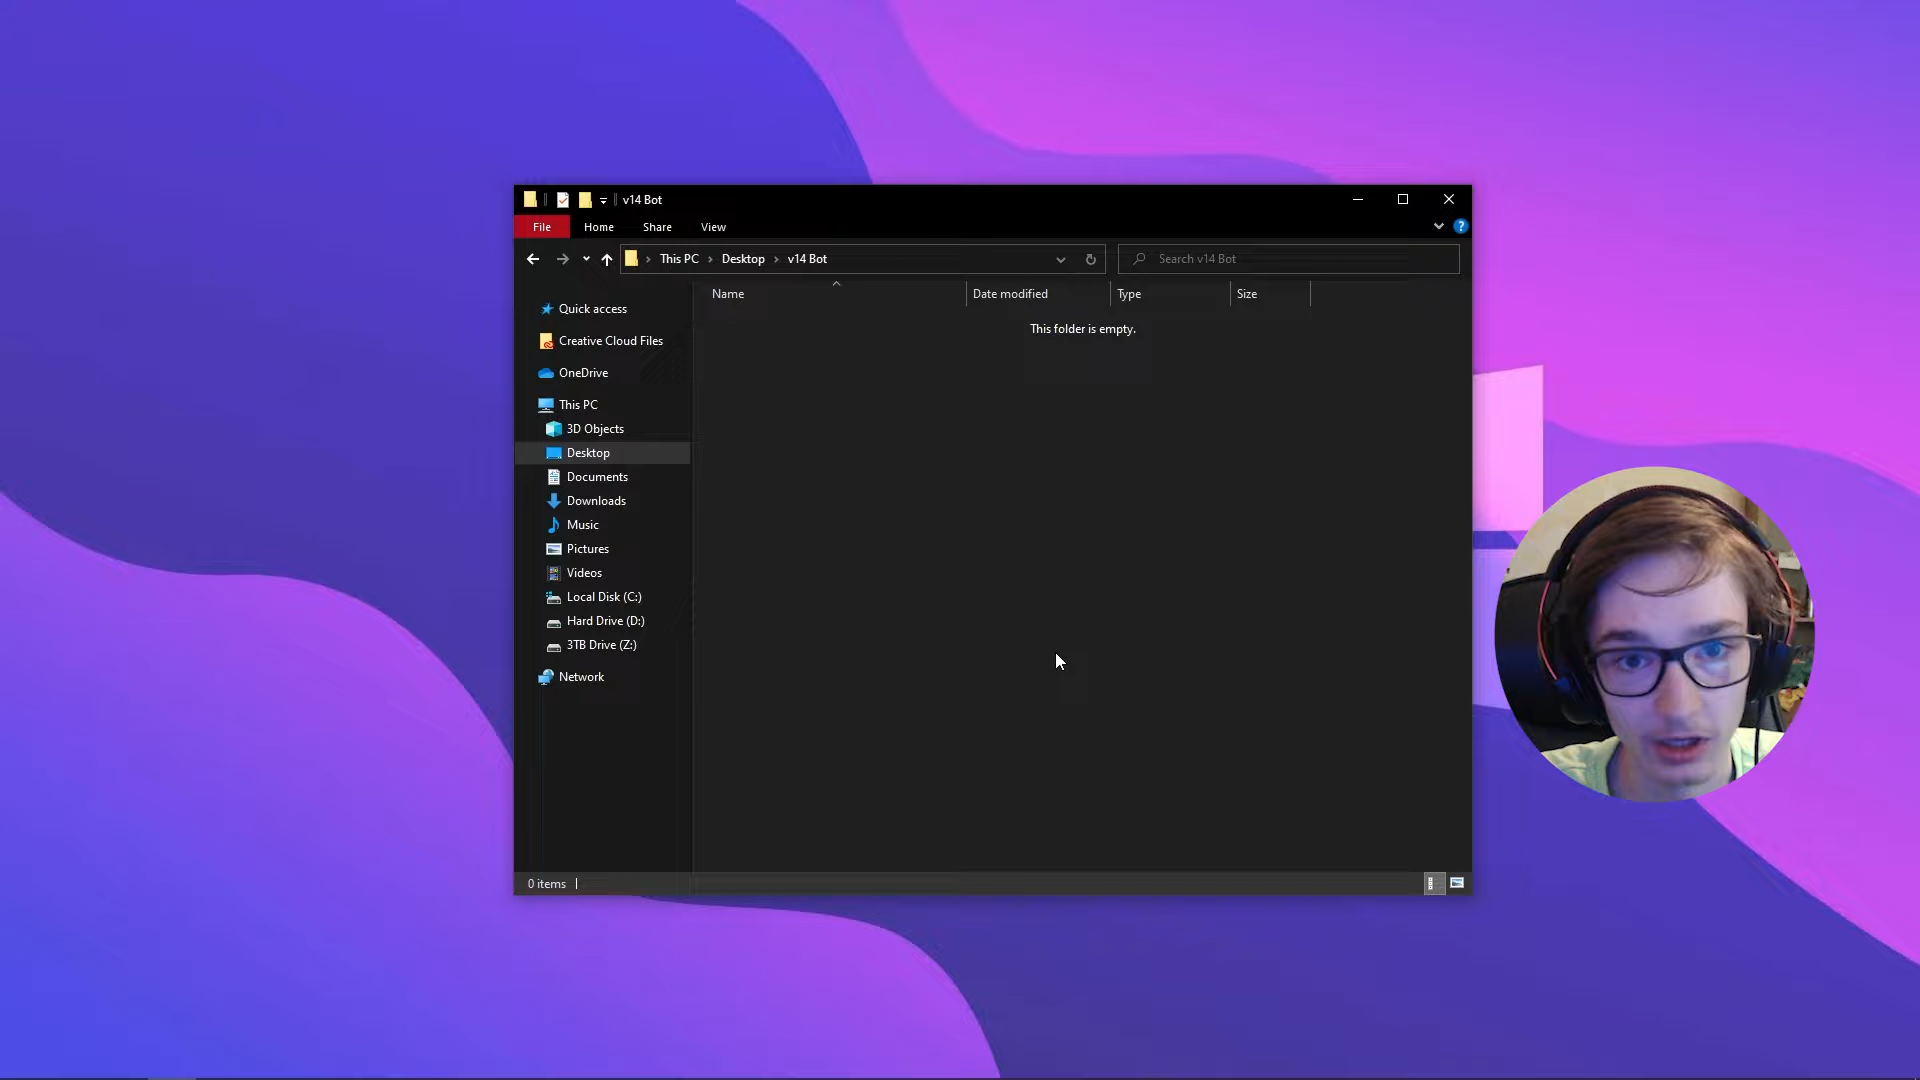 v14 Bot
File Home Share View
This PC Desktop v14 Bot Search v14 Bot
Name Date modified Type Size
This folder is empty.
Quick access
Creative Cloud Files
OneDrive
This PC
3D Objects
Desktop
Documents
Downloads
Music
Pictures
Videos
Local Disk (C:)
Hard Drive (D:)
3TB Drive (Z:)
Network
0 items